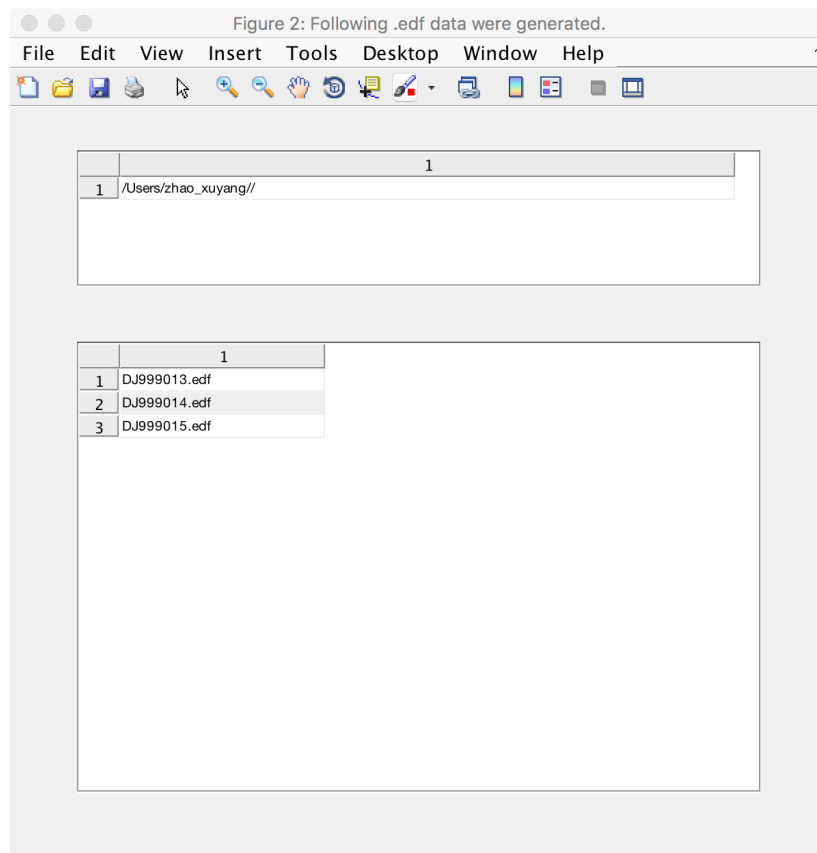 Figure 2: Following .edf data were generated.
File Edit View Insert Tools Desktop Window Help
1
1 /Users/zhao_xuyang//
1
1 DJ999013.edf
2 DJ999014.edf
3 DJ999015.edf